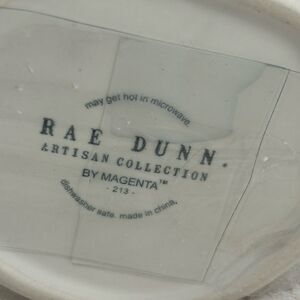 may get hot in microwave.
RAE DUNN.
ARTISAN COLLECTION
BY MAGENTA™
- 213 -
dishwasher safe. made in china.